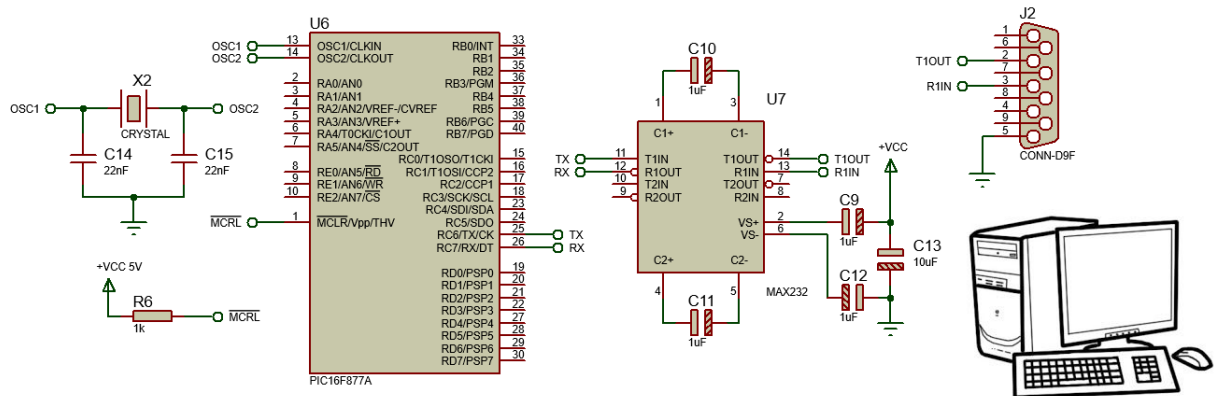 OSC1
OSC2
X2
CRYSTAL
C14
22nF
C15
22nF
MCRL
+VCC 5V
R6
1k
MCRL
OSC1
OSC2
U6
13 OSC1/CLKIN
14 OSC2/CLKOUT
2 RA0/AN0
3 RA1/AN1
4 RA2/AN2/VREF-/CVREF
5 RA3/AN3/VREF+
6 RA4/T0CKI/C1OUT
7 RA5/AN4/SS/C2OUT
8 RE0/AN5/RD
9 RE1/AN6/WR
10 RE2/AN7/CS
1 MCLR/Vpp/THV
RB0/INT 33
RB1 34
RB2 35
RB3/PGM 36
RB4 37
RB5 38
RB6/PGC 39
RB7/PGD 40
RC0/T1OSO/T1CKI 15
RC1/T1OSI/CCP2 16
RC2/CCP1 17
RC3/SCK/SCL 18
RC4/SDI/SDA 23
RC5/SDO 24
RC6/TX/CK 25
RC7/RX/DT 26
RD0/PSP0 19
RD1/PSP1 20
RD2/PSP2 21
RD3/PSP3 22
RD4/PSP4 27
RD5/PSP5 28
RD6/PSP6 29
RD7/PSP7 30
PIC16F877A
TX
RX
C10
1uF
1
3
U7
C1+
C1-
TX
RX
11 T1IN
12 R1OUT
10 T2IN
9 R2OUT
T1OUT 14
R1IN 13
T2OUT 7
R2IN 8
VS+ 2
VS- 6
C2+
C2-
4
5
MAX232
C11
1uF
T1OUT
R1IN
+VCC
C9
1uF
C13
10uF
C12
1uF
J2
1
6
2
7
3
8
4
9
5
T1OUT
R1IN
CONN-D9F